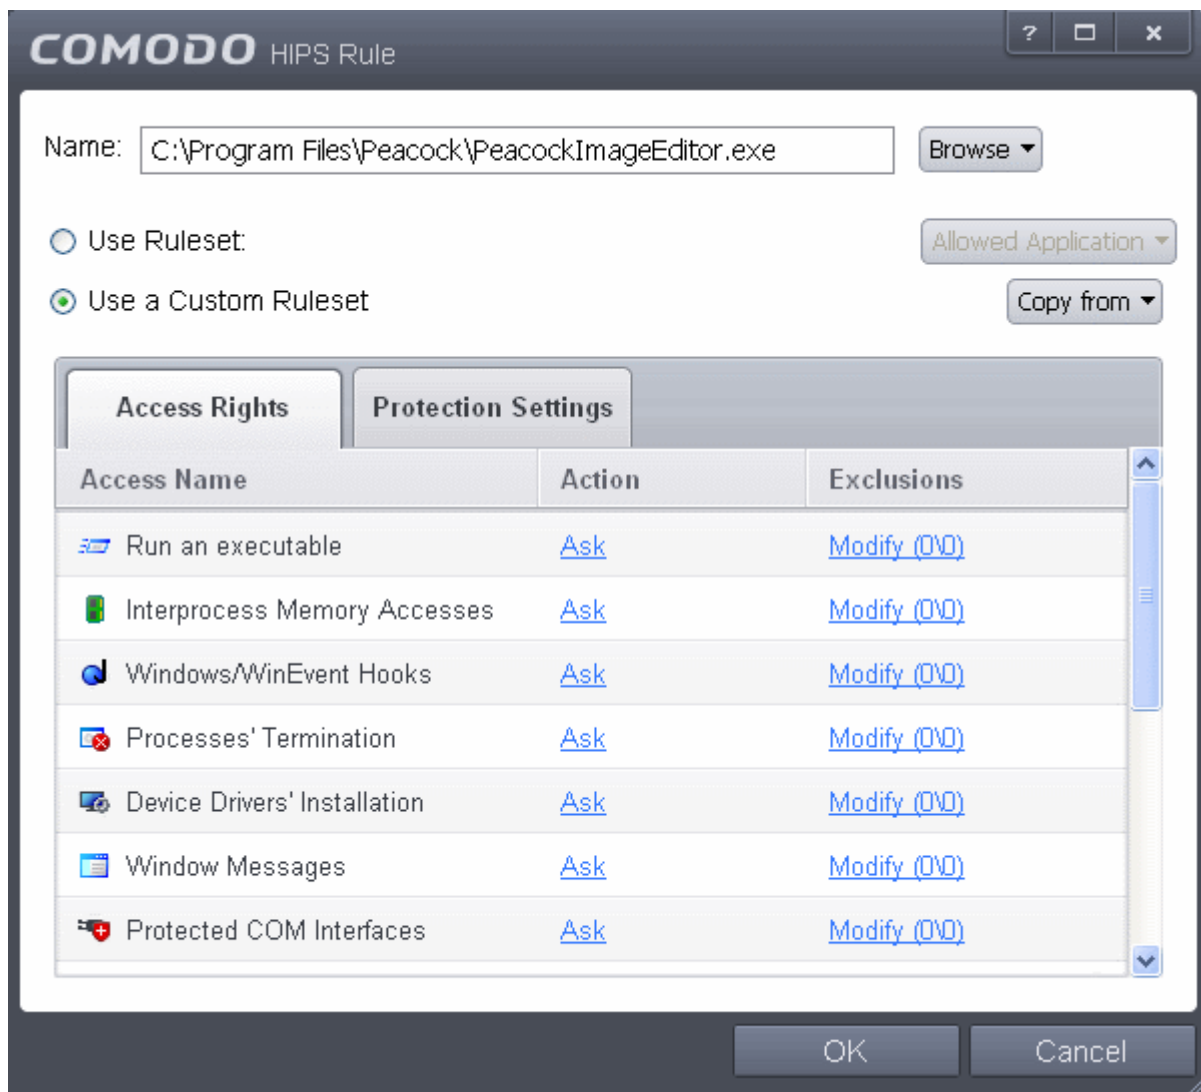 COMODO HIPS Rule
?
Name: C:\Program Files\Peacock\PeacockImageEditor.exe Browse
Use Ruleset: Allowed Application
Use a Custom Ruleset Copy from
Access Rights Protection Settings
Access Name Action Exclusions
Run an executable Ask Modify (0\0)
Interprocess Memory Accesses Ask Modify (0\0)
Windows/WinEvent Hooks Ask Modify (0\0)
Processes' Termination Ask Modify (0\0)
Device Drivers' Installation Ask Modify (0\0)
Window Messages Ask Modify (0\0)
Protected COM Interfaces Ask Modify (0\0)
OK Cancel